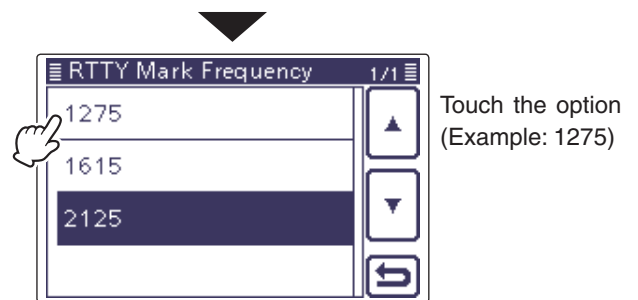 RTTY Mark Frequency 1/1
1275
1615
2125
Touch the option
(Example: 1275)